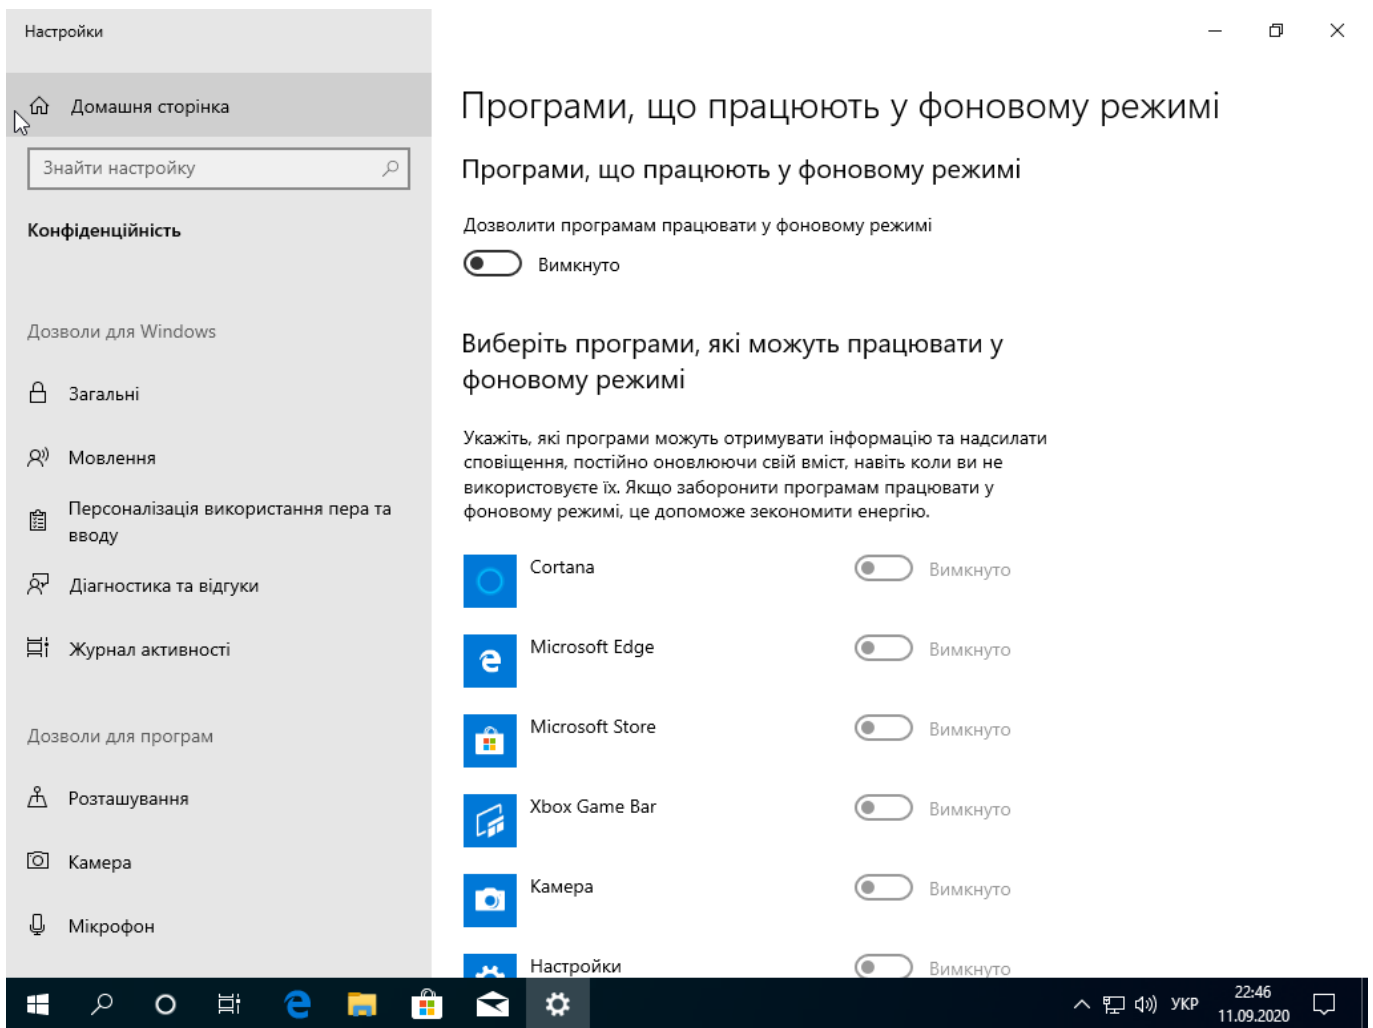 Настройки
Домашня сторінка
Знайти настройку
Конфіденційність
Дозволи для Windows
Загальні
Мовлення
Персоналізація використання пера та
вводу
Діагностика та відгуки
Журнал активності
Дозволи для програм
Розташування
Камера
Мікрофон
Програми, що працюють у фоновому режимі
Програми, що працюють у фоновому режимі
Дозволити програмам працювати у фоновому режимі
Вимкнуто
Виберіть програми, які можуть працювати у
фоновому режимі
Укажіть, які програми можуть отримувати інформацію та надсилати
сповіщення, постійно оновлюючи свій вміст, навіть коли ви не
використовуєте їх. Якщо заборонити програмам працювати у
фоновому режимі, це допоможе зекономити енергію.
Cortana Вимкнуто
Microsoft Edge Вимкнуто
Microsoft Store Вимкнуто
Xbox Game Bar Вимкнуто
Камера Вимкнуто
Настройки Вимкнуто
УКР
22:46
11.09.2020